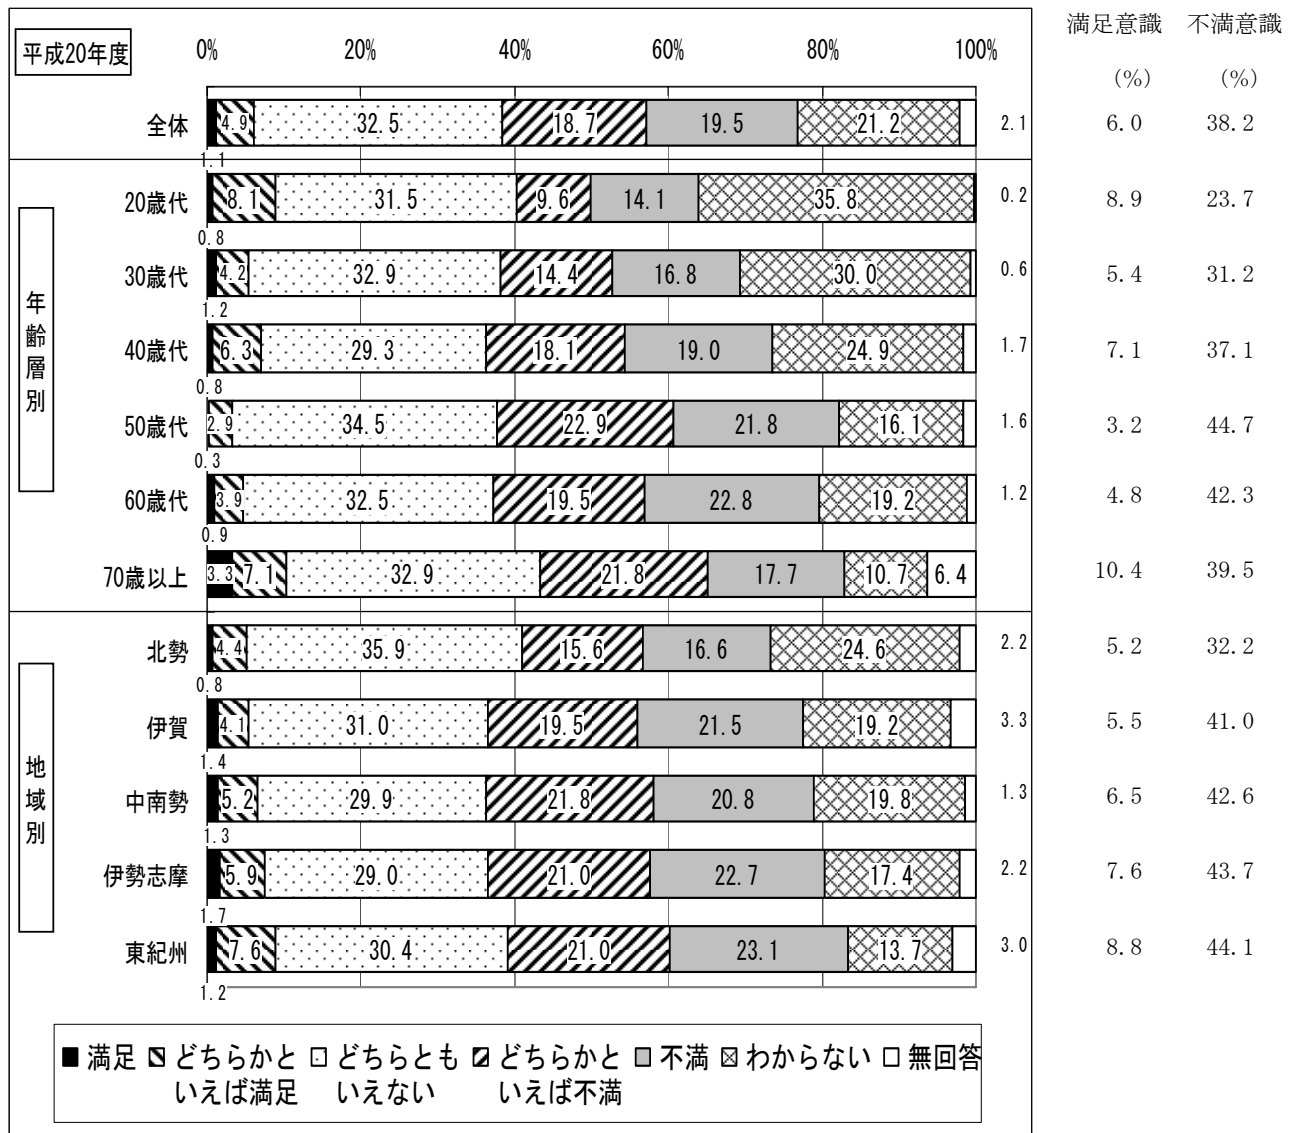 満足意識 不満意識
平成20年度 0% 20% 40% 60% 80% 100%
(%) (%)
全体 4.9 32.5 18.7 19.5 21.2 2.1 6.0 38.2
1.1
年齢層別
20歳代 8.1 31.5 9.6 14.1 35.8 0.2 8.9 23.7
0.8
30歳代 4.2 32.9 14.4 16.8 30.0 0.6 5.4 31.2
1.2
40歳代 6.3 29.3 18.1 19.0 24.9 1.7 7.1 37.1
0.8
50歳代 2.9 34.5 22.9 21.8 16.1 1.6 3.2 44.7
0.3
60歳代 3.9 32.5 19.5 22.8 19.2 1.2 4.8 42.3
0.9
70歳以上 3.3 7.1 32.9 21.8 17.7 10.7 6.4 10.4 39.5
地域別
北勢 4.4 35.9 15.6 16.6 24.6 2.2 5.2 32.2
0.8
伊賀 4.1 31.0 19.5 21.5 19.2 3.3 5.5 41.0
1.4
中南勢 5.2 29.9 21.8 20.8 19.8 1.3 6.5 42.6
1.3
伊勢志摩 5.9 29.0 21.0 22.7 17.4 2.2 7.6 43.7
1.7
東紀州 7.6 30.4 21.0 23.1 13.7 3.0 8.8 44.1
1.2
満足 どちらかと どちらとも どちらかと 不満 わからない 無回答
いえば満足 いえない いえば不満